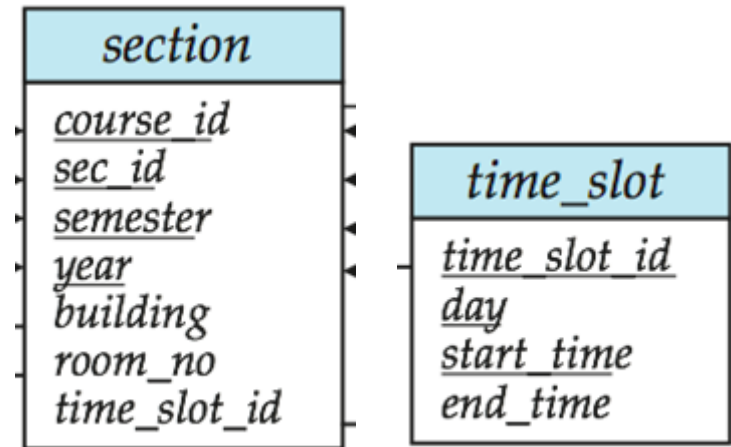 section
course_id
sec_id
semester
year
building
room_no
time_slot_id
time_slot
time_slot_id
day
start_time
end_time